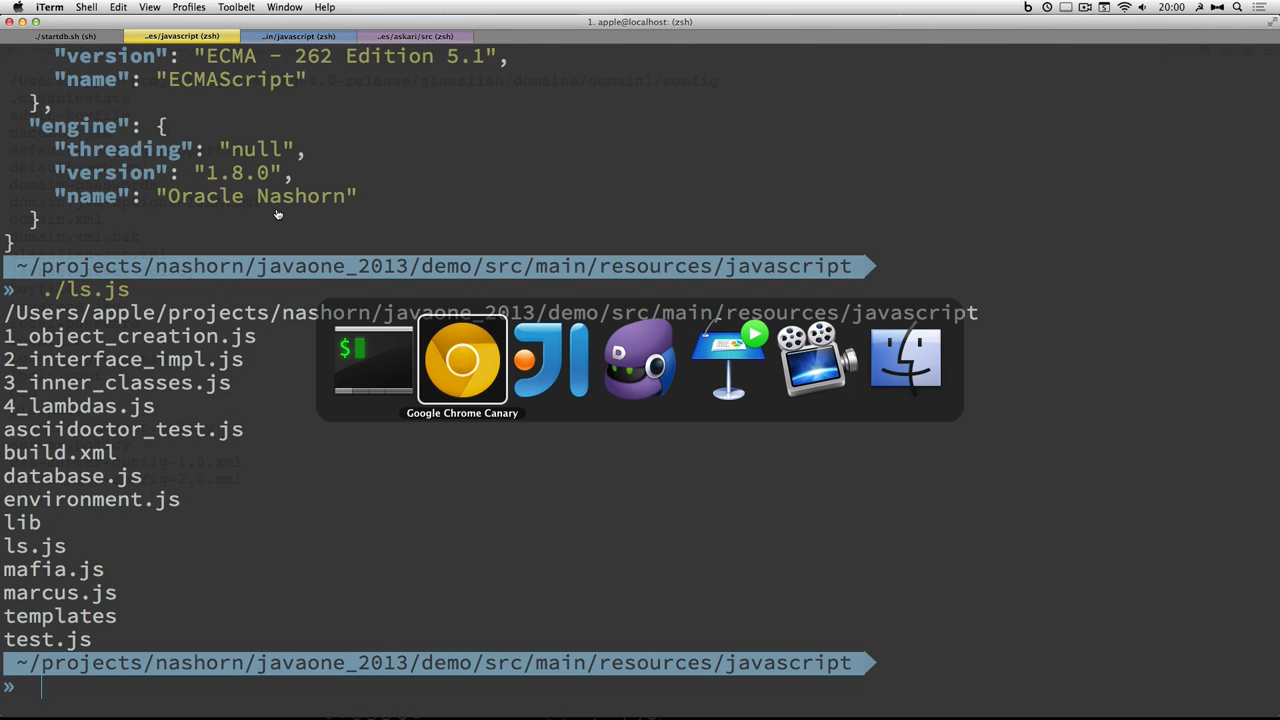 iTerm Shell Edit View Profiles Toolbelt Window Help
20:00
1. apple@localhost: (zsh)
./startdb.sh (sh) ..es/javascript (zsh) ..in/javascript (zsh) ..es/askari/src (zsh)
"version": "ECMA - 262 Edition 5.1",
"name": "ECMAScript"
},
"engine": {
"threading": "null",
"version": "1.8.0",
"name": "Oracle Nashorn"
}
}
~/projects/nashorn/javaone_2013/demo/src/main/resources/javascript
» ./ls.js
/Users/apple/projects/nashorn/javaone_2013/demo/src/main/resources/javascript
1_object_creation.js
2_interface_impl.js
3_inner_classes.js
4_lambdas.js
asciidoctor_test.js
build.xml
database.js
environment.js
lib
ls.js
mafia.js
marcus.js
templates
test.js
~/projects/nashorn/javaone_2013/demo/src/main/resources/javascript
»
$
D
Google Chrome Canary